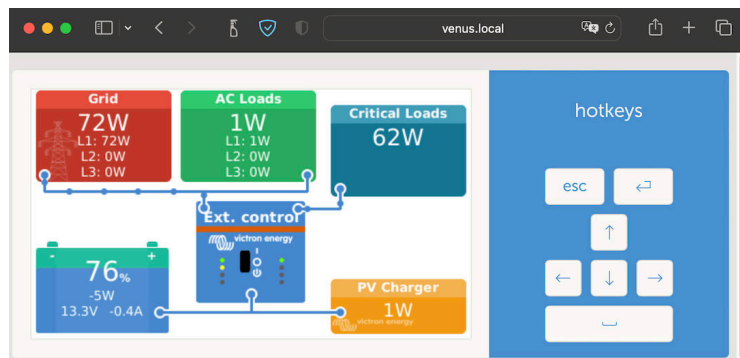 venus.local
Grid
72W
L1: 72W
L2: 0W
L3: 0W
AC Loads
1W
L1: 1W
L2: 0W
L3: 0W
Critical Loads
62W
Ext. control
victron energy
- +
76%
-5W
13.3V -0.4A
PV Charger
1W
victron energy
hotkeys
esc